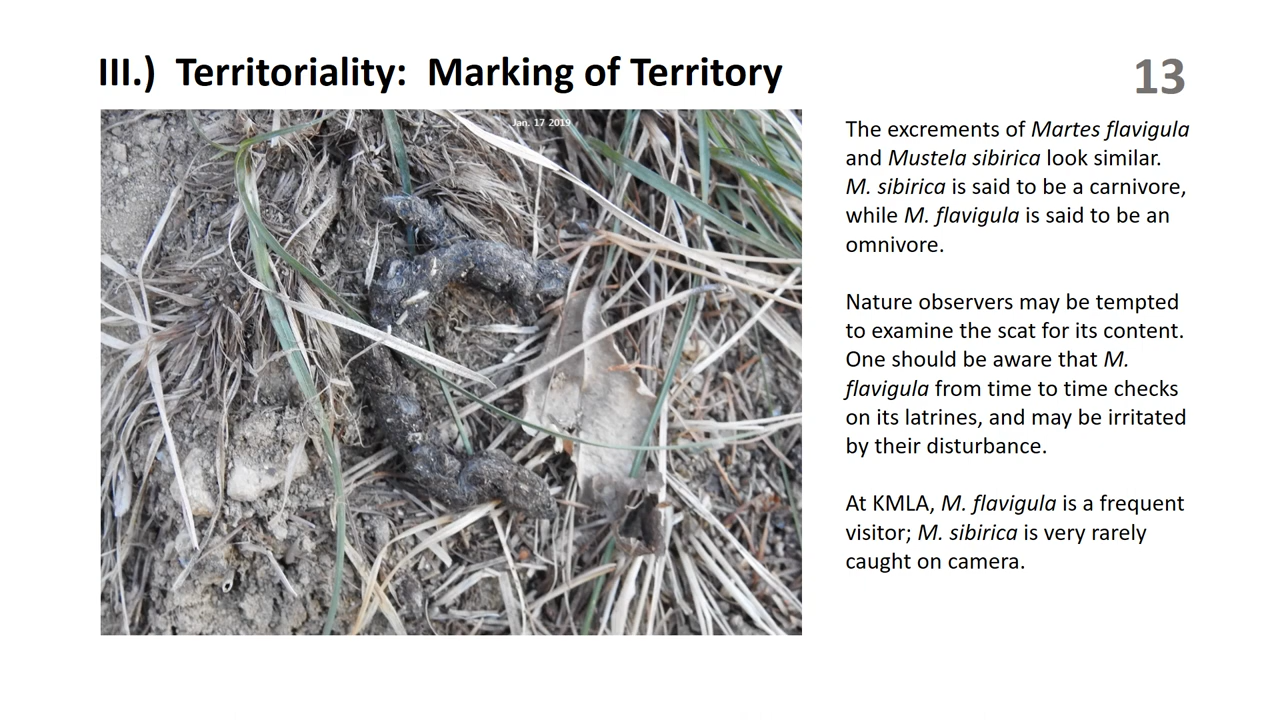 III.) Territoriality: Marking of Territory
13
Jan. 17 2019
The excrements of Martes flavigula
and Mustela sibirica look similar.
M. sibirica is said to be a carnivore,
while M. flavigula is said to be an
omnivore.
Nature observers may be tempted
to examine the scat for its content.
One should be aware that M.
flavigula from time to time checks
on its latrines, and may be irritated
by their disturbance.
At KMLA, M. flavigula is a frequent
visitor; M. sibirica is very rarely
caught on camera.